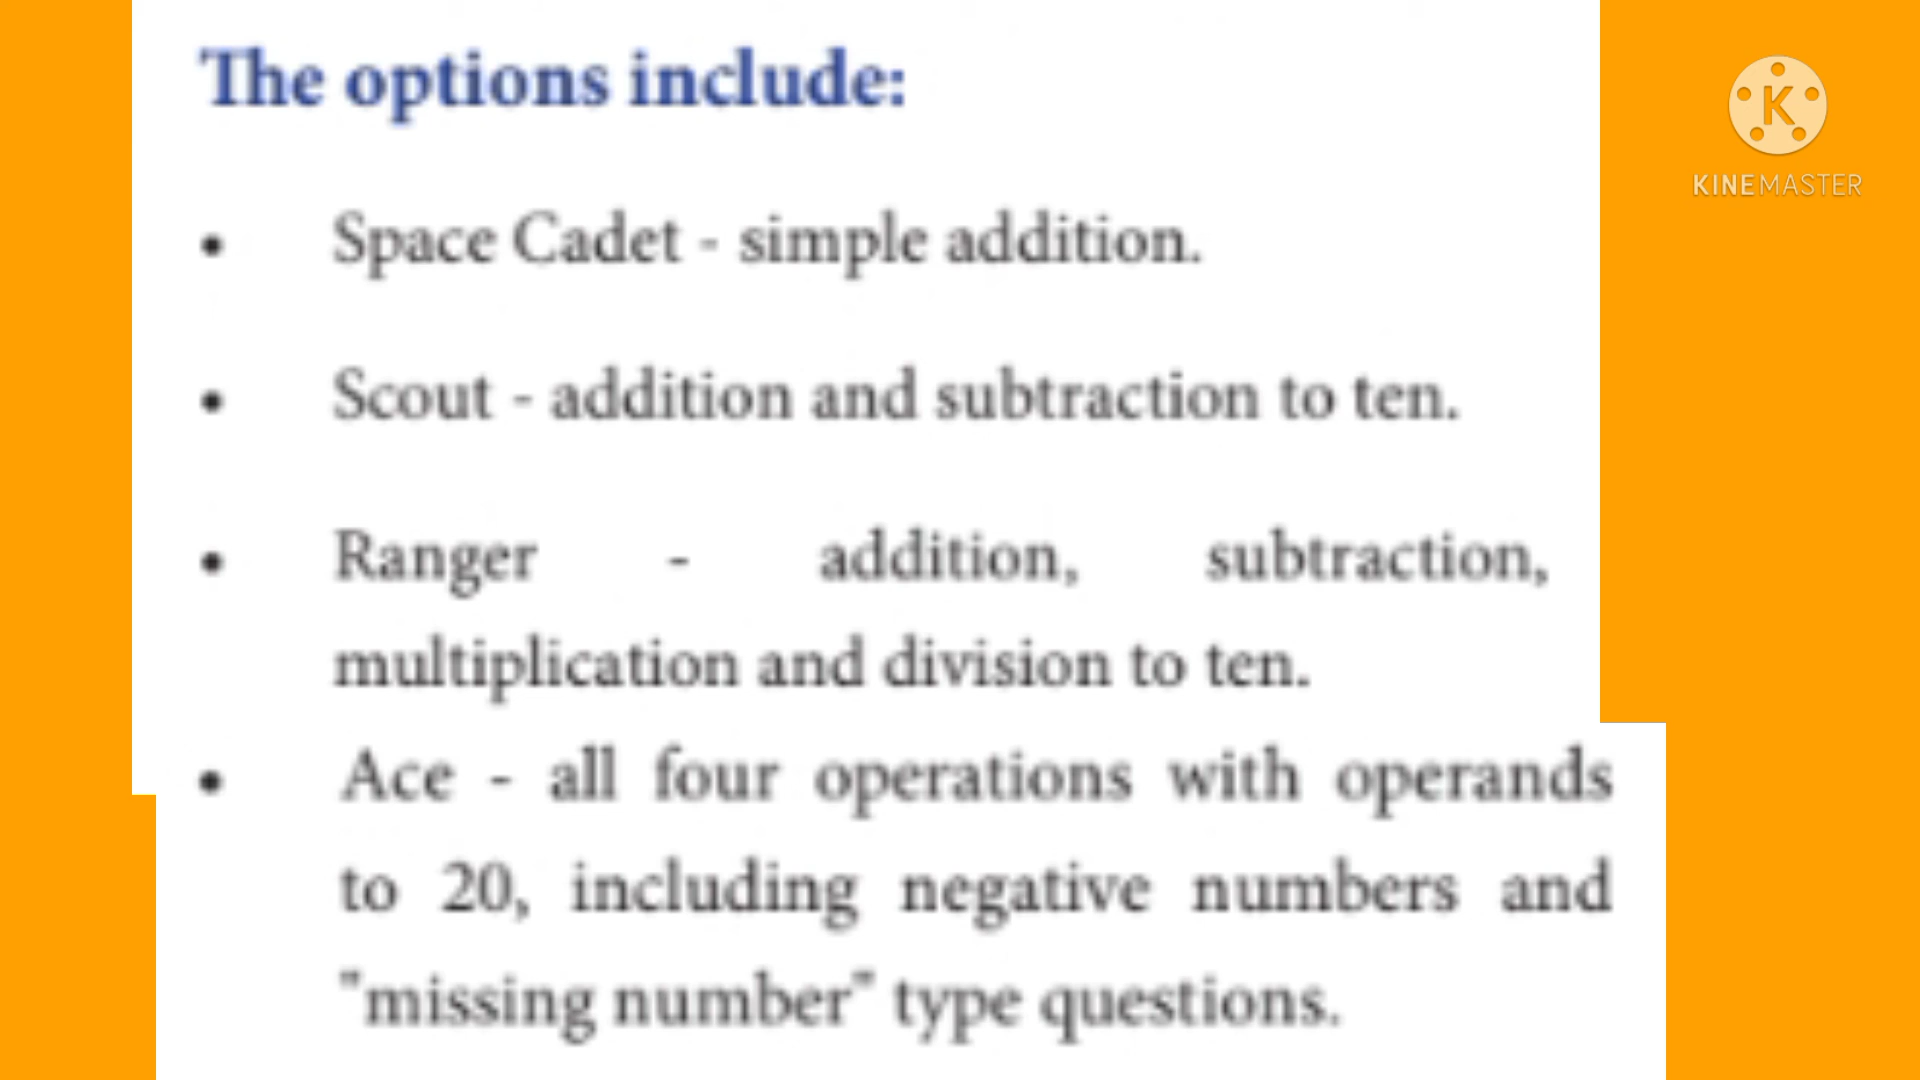 The options include:
• Space Cadet - simple addition.
• Scout - addition and subtraction to ten.
• Ranger - addition, subtraction,
multiplication and division to ten.
• Ace - all four operations with operands
to 20, including negative numbers and
"missing number" type questions.
K
KINEMASTER